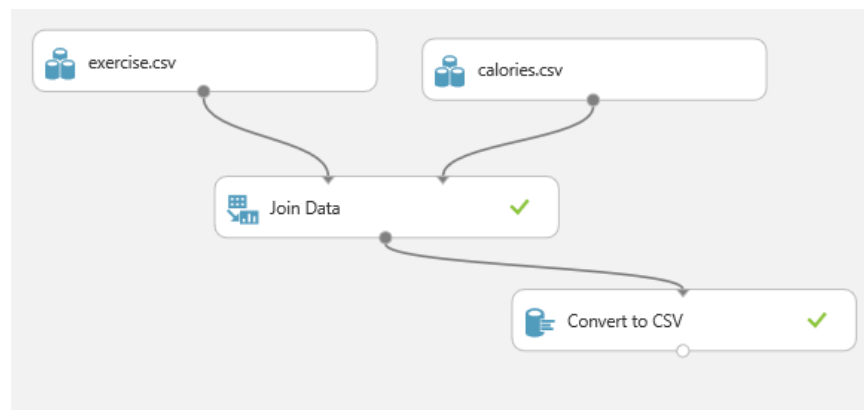 exercise.csv
calories.csv
Join Data
Convert to CSV